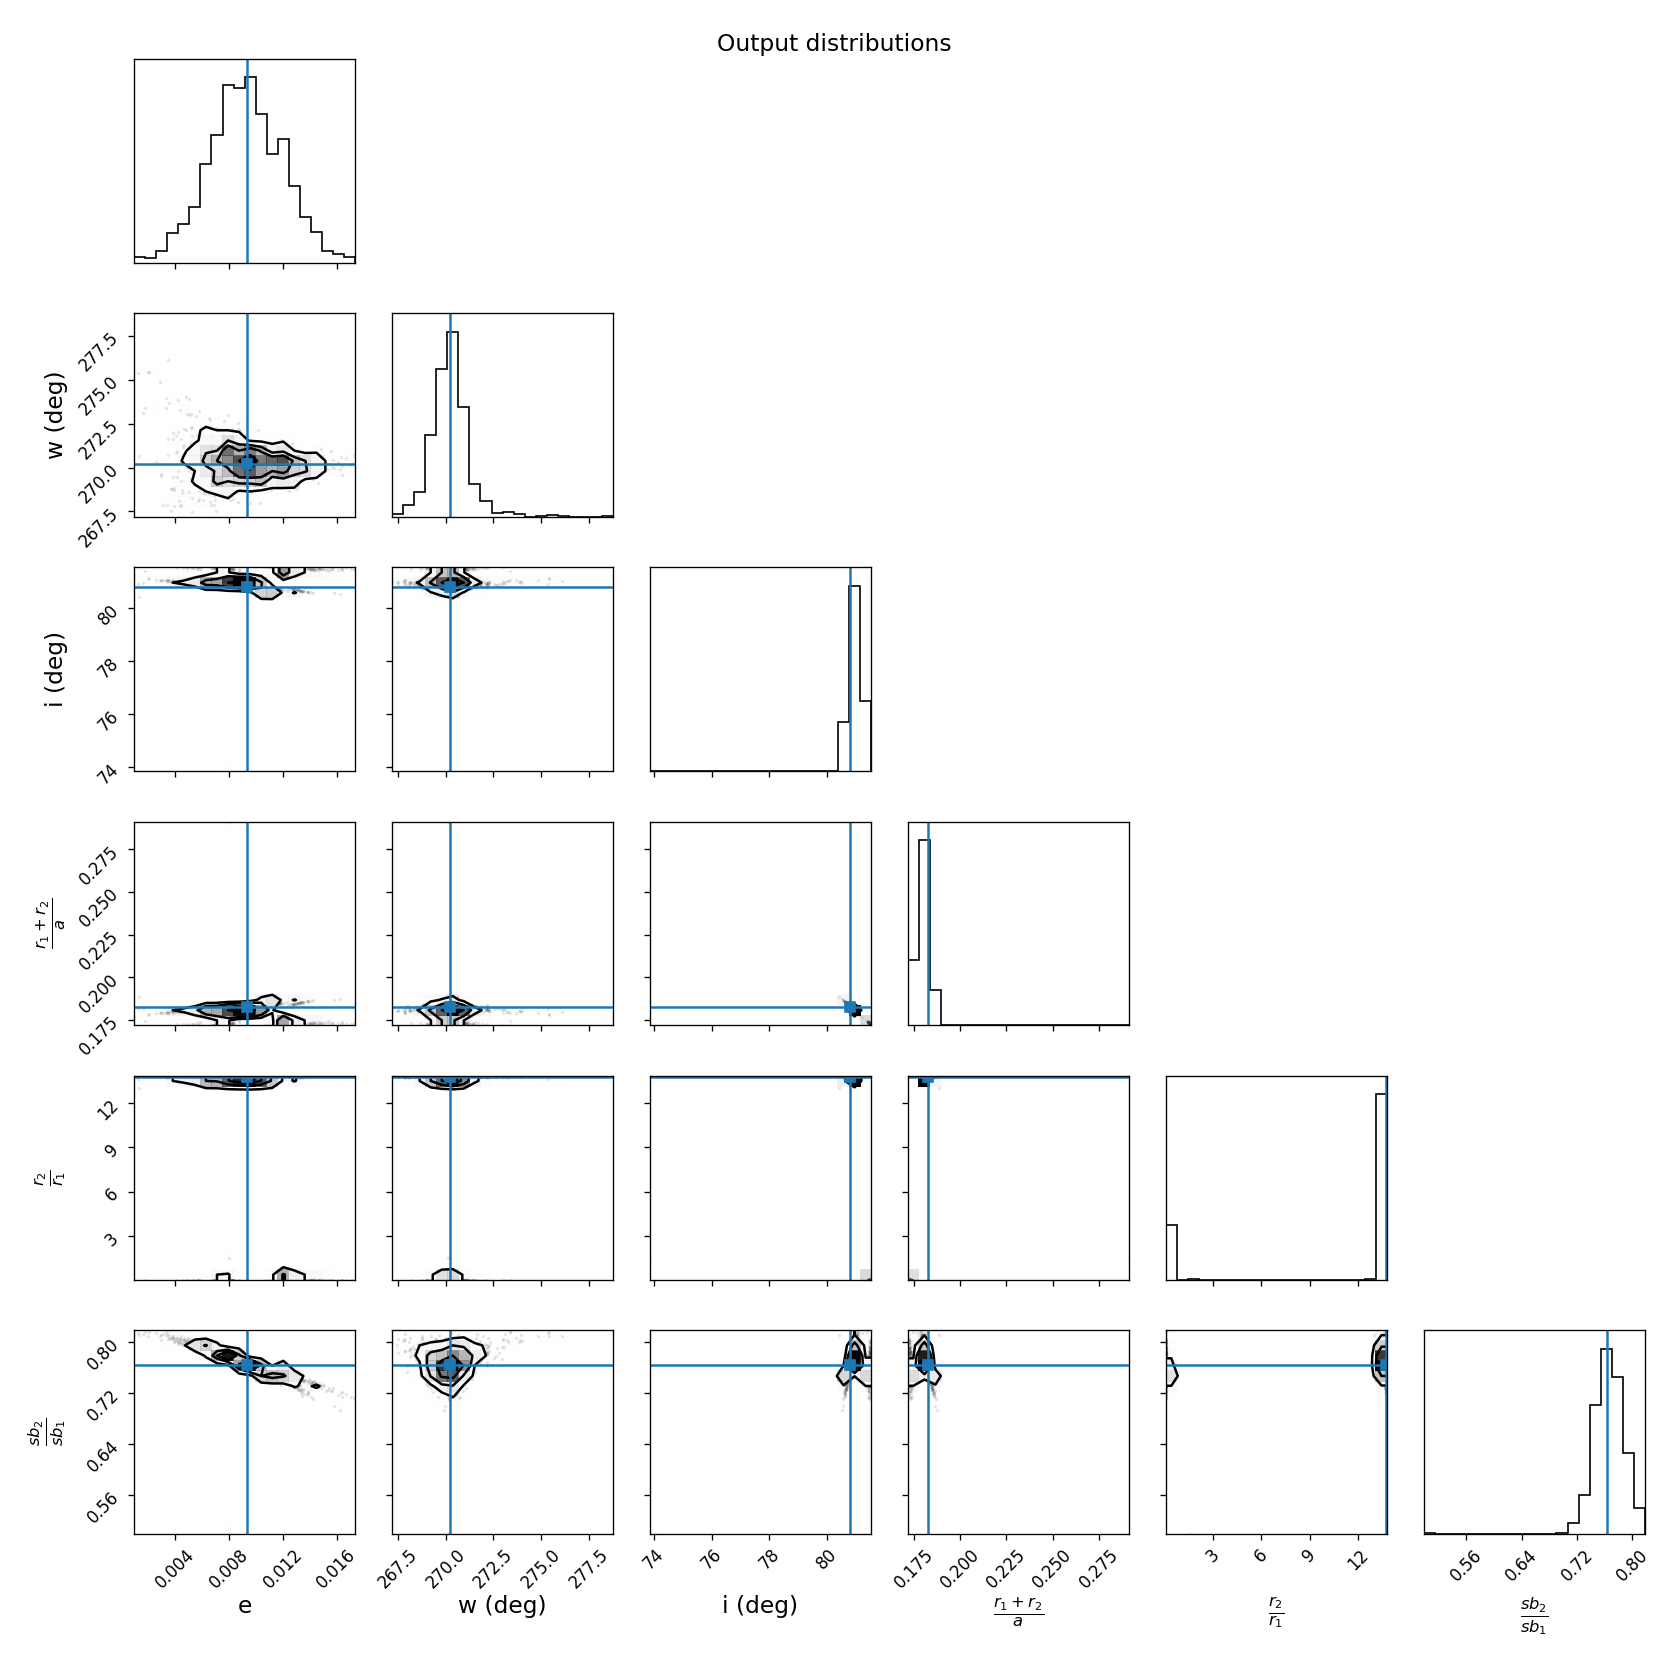 Output distributions
w (deg)
277.5
275.0
272.5
270.0
267.5
i (deg)
80
78
76
74
r₁ + r₂
a
0.275
0.250
0.225
0.200
0.175
r₂
r₁
12
9
6
3
sb₂
sb₁
0.80
0.72
0.64
0.56
0.004 0.008 0.012 0.016
e
267.5 270.0 272.5 275.0 277.5
w (deg)
74 76 78 80
i (deg)
0.175 0.200 0.225 0.250 0.275
r₁ + r₂
a
3 6 9 12
r₂
r₁
0.56 0.64 0.72 0.80
sb₂
sb₁